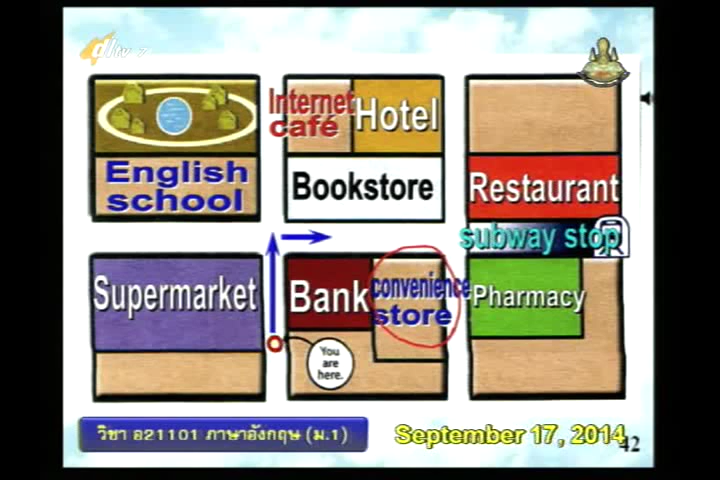 dltv 7
Internet
café
Hotel
English
school
Bookstore
Restaurant
subway stop
Supermarket
Bank
convenience
store
Pharmacy
You
are
here.
วิชา อ21101 ภาษาอังกฤษ (ม.1)
September 17, 2014
42